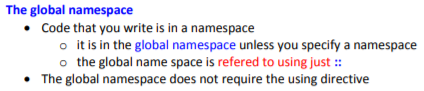 The global namespace
• Code that you write is in a namespace
o it is in the global namespace unless you specify a namespace
o the global name space is refered to using just ::
• The global namespace does not require the using directive